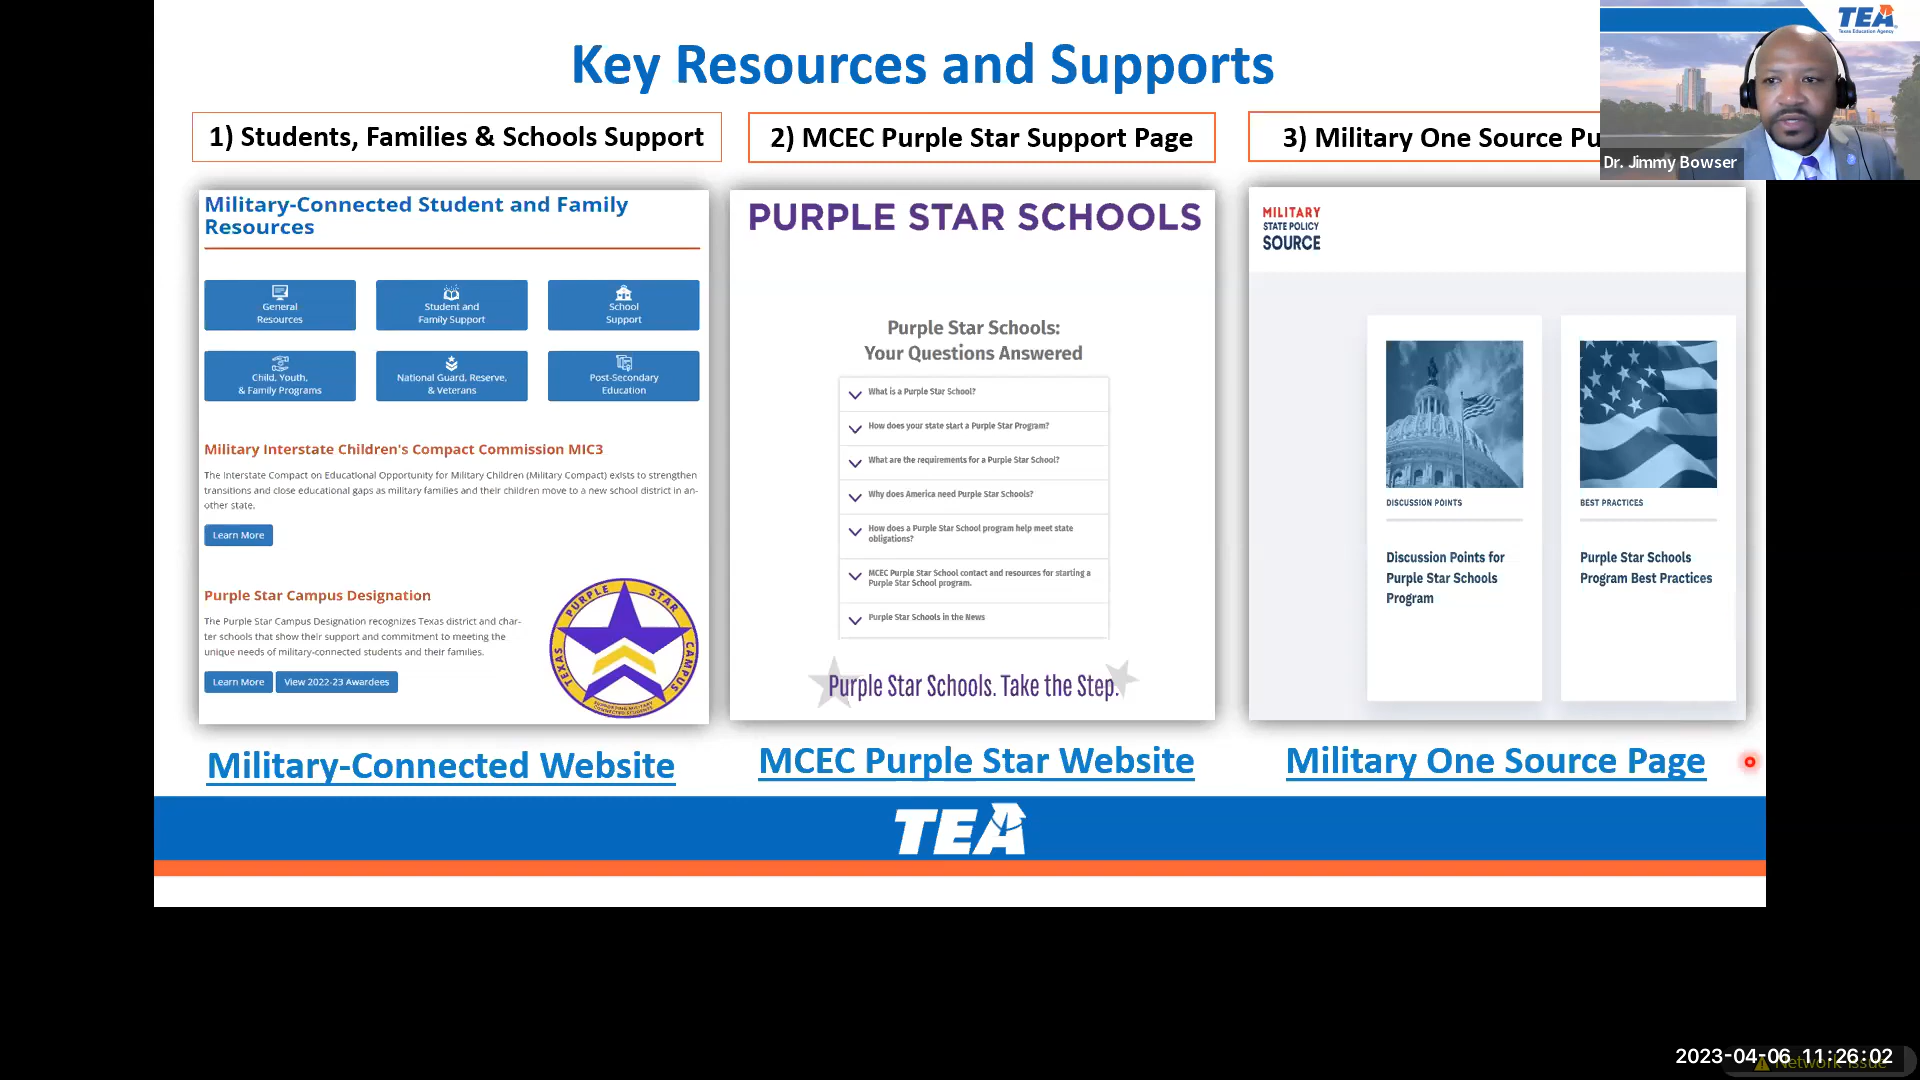 Key Resources and Supports
TEA
Texas Education Agency
Dr. Jimmy Bowser
1) Students, Families & Schools Support
2) MCEC Purple Star Support Page
3) Military One Source Pu
Military-Connected Student and Family
Resources
General
Resources
Student and
Family Support
School
Support
Child, Youth,
& Family Programs
National Guard, Reserve,
& Veterans
Post-Secondary
Education
Military Interstate Children's Compact Commission MIC3
The Interstate Compact on Educational Opportunity for Military Children (Military Compact) exists to strengthen
transitions and close educational gaps as military families and their children move to a new school district in an-
other state.
Learn More
Purple Star Campus Designation
The Purple Star Campus Designation recognizes Texas district and char-
ter schools that show their support and commitment to meeting the
unique needs of military-connected students and their families.
Learn More
View 2022-23 Awardees
PURPLE STAR
TEXAS CAMPUS
SUPPORTING MILITARY
CONNECTED STUDENTS
PURPLE STAR SCHOOLS
Purple Star Schools:
Your Questions Answered
What is a Purple Star School?
How does your state start a Purple Star Program?
What are the requirements for a Purple Star School?
Why does America need Purple Star Schools?
How does a Purple Star School program help meet state
obligations?
MCEC Purple Star School contact and resources for starting a
Purple Star School program.
Purple Star Schools in the News
Purple Star Schools. Take the Step.
MILITARY
STATE POLICY
SOURCE
DISCUSSION POINTS
Discussion Points for
Purple Star Schools
Program
BEST PRACTICES
Purple Star Schools
Program Best Practices
Military-Connected Website
MCEC Purple Star Website
Military One Source Page
TEA
2023-04-06 11:26:02
Network issue